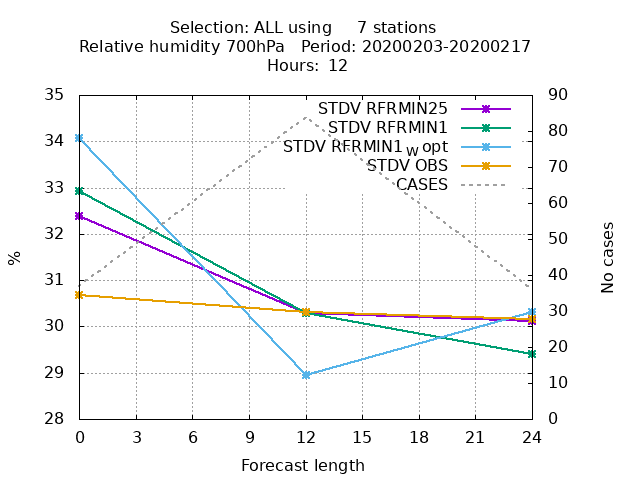 Selection: ALL using 7 stations
Relative humidity 700hPa Period: 20200203-20200217
Hours: 12
35 90
STDV RFRMIN25
80
34 STDV RFRMIN1
STDV RFRMIN1wopt
70
STDV OBS
33 CASES
60
32
50
% No cases
31 40
30
30
20
29
10
28 0
0 3 6 9 12 15 18 21 24
Forecast length